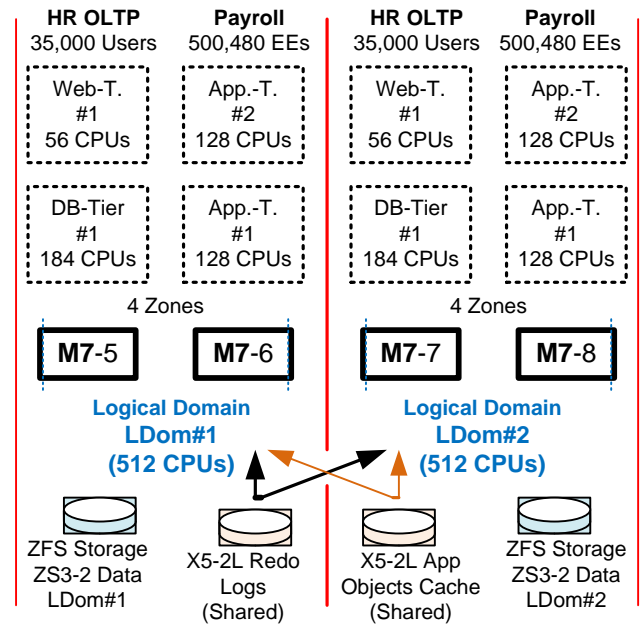 HR OLTP
35,000 Users
Payroll
500,480 EEs
HR OLTP
35,000 Users
Payroll
500,480 EEs
Web-T.
#1
56 CPUs
App.-T.
#2
128 CPUs
Web-T.
#1
56 CPUs
App.-T.
#2
128 CPUs
DB-Tier
#1
184 CPUs
App.-T.
#1
128 CPUs
DB-Tier
#1
184 CPUs
App.-T.
#1
128 CPUs
4 Zones
4 Zones
M7-5
M7-6
M7-7
M7-8
Logical Domain
LDom#1
(512 CPUs)
Logical Domain
LDom#2
(512 CPUs)
ZFS Storage
ZS3-2 Data
LDom#1
X5-2L Redo
Logs
(Shared)
X5-2L App
Objects Cache
(Shared)
ZFS Storage
ZS3-2 Data
LDom#2